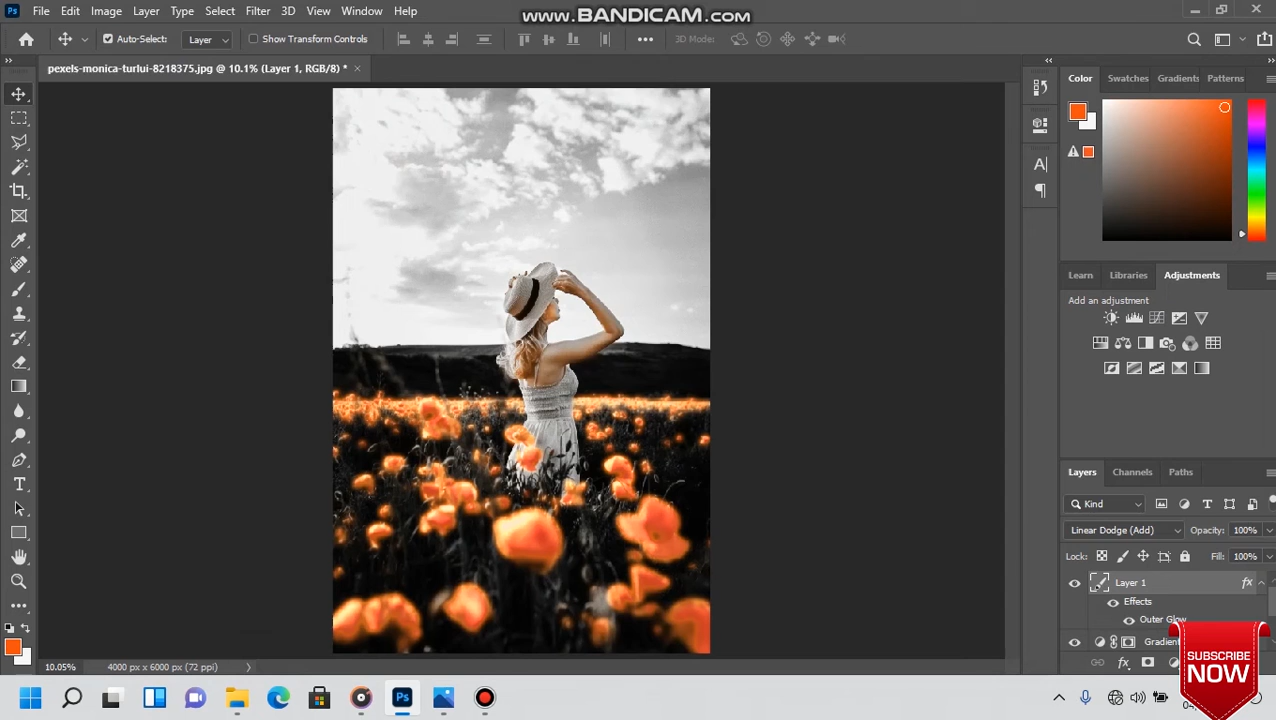 www.BANDICAM.com
Ps File Edit Image Layer Type Select Filter 3D View Window Help
Auto-Select: Layer Show Transform Controls 3D Mode:
pexels-monica-turlui-8218375.jpg @ 10.1% (Layer 1, RGB/8) *
Color Swatches Gradients Patterns
Learn Libraries Adjustments
Add an adjustment
Layers Channels Paths
Kind
Linear Dodge (Add) Opacity: 100%
Lock: Fill: 100%
Layer 1 fx
Effects
Outer Glow
Gradient
10.05% 4000 px x 6000 px (72 ppi)
SUBSCRIBE
NOW
Ps